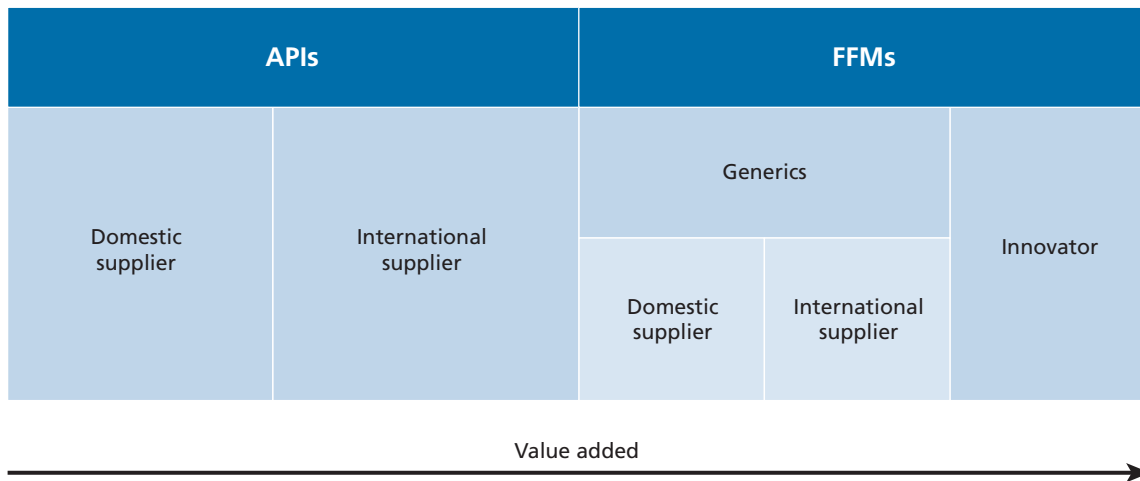 APIs
FFMs
Domestic
supplier
International
supplier
Generics
Domestic
supplier
International
supplier
Innovator
Value added